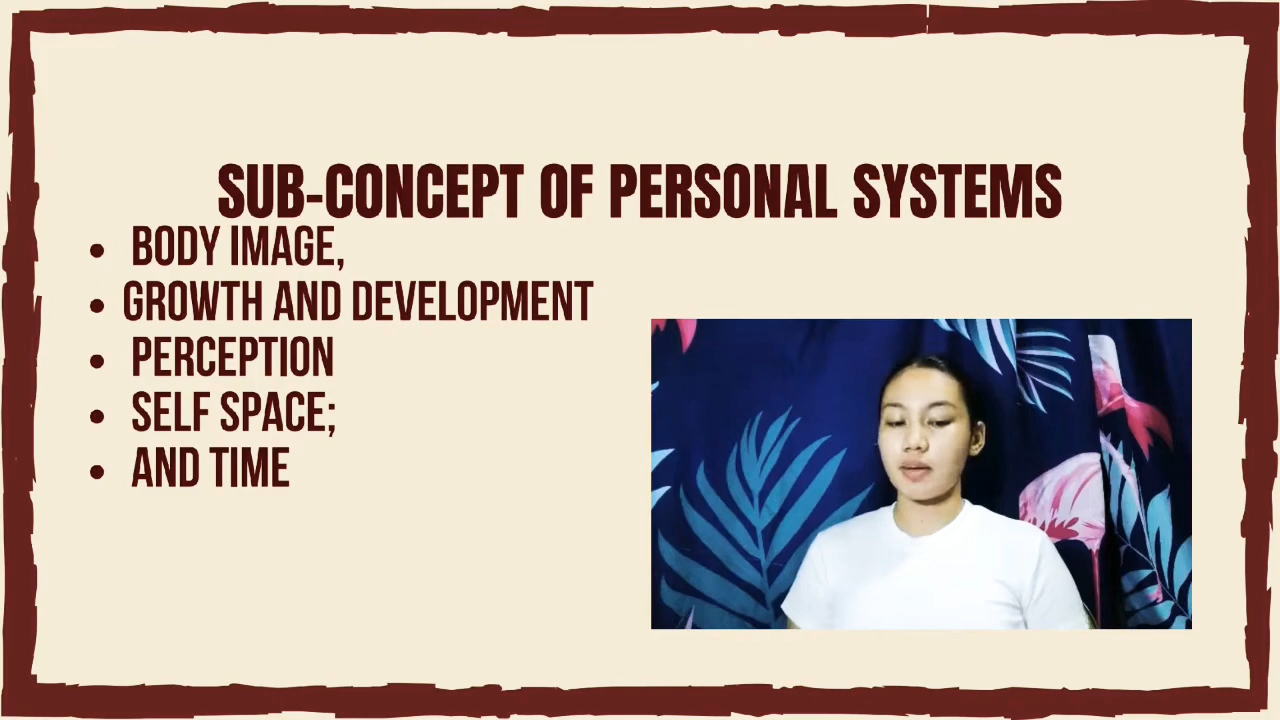 SUB-CONCEPT OF PERSONAL SYSTEMS
• BODY IMAGE,
• GROWTH AND DEVELOPMENT
• PERCEPTION
• SELF SPACE;
• AND TIME